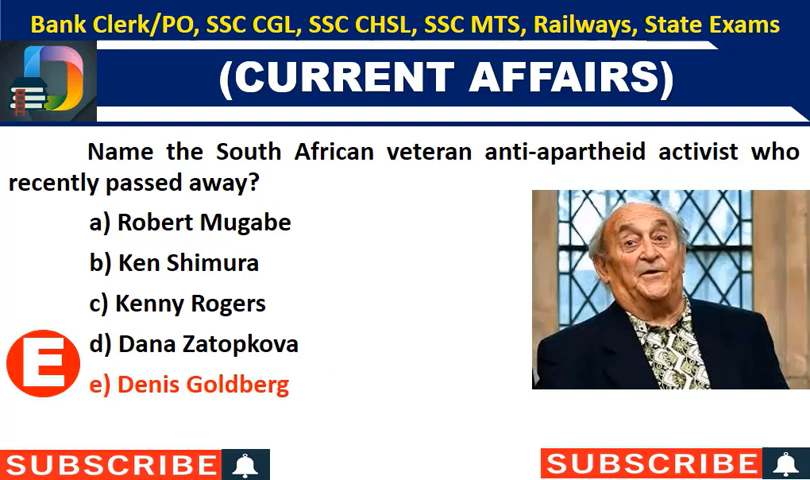 Bank Clerk/PO, SSC CGL, SSC CHSL, SSC MTS, Railways, State Exams
(CURRENT AFFAIRS)
Name the South African veteran anti-apartheid activist who
recently passed away?
a) Robert Mugabe
b) Ken Shimura
c) Kenny Rogers
d) Dana Zatopkova
E
e) Denis Goldberg
SUBSCRIBE
SUBSCRIBE